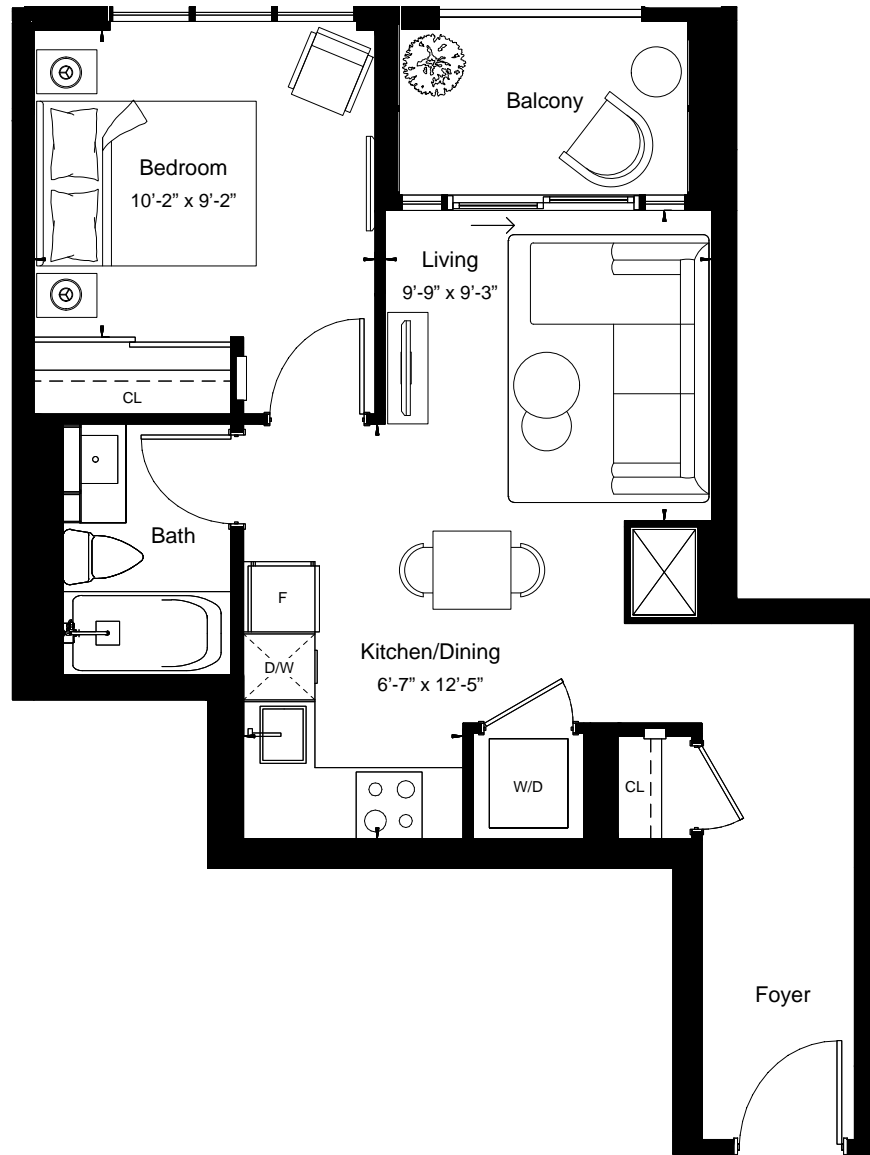 Balcony
Bedroom
10’-2” x 9’-2”
Living
9’-9” x 9’-3”
CL
Bath
F
D/W
Kitchen/Dining
6’-7” x 12’-5”
W/D
CL
Foyer